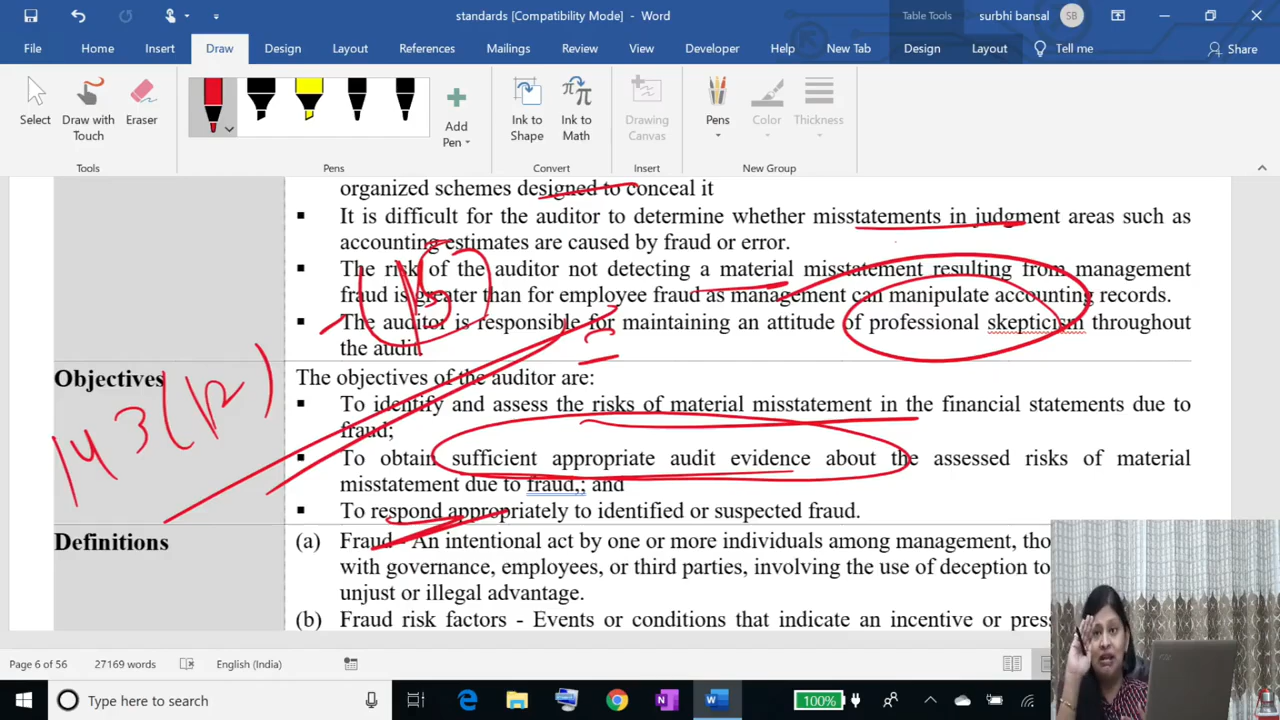 standards [Compatibility Mode] - Word
Table Tools
surbhi bansal
SB
File
Home
Insert
Draw
Design
Layout
References
Mailings
Review
View
Developer
Help
New Tab
Design
Layout
Tell me
Share
Select
Draw with Touch
Eraser
Add Pen
Ink to Shape
Ink to Math
Drawing Canvas
Pens
Color
Thickness
Tools
Pens
Convert
Insert
New Group
organized schemes designed to conceal it
▪ It is difficult for the auditor to determine whether misstatements in judgment areas such as
accounting estimates are caused by fraud or error.
▪ The risk of the auditor not detecting a material misstatement resulting from management
fraud is greater than for employee fraud as management can manipulate accounting records.
▪ The auditor is responsible for maintaining an attitude of professional skepticism throughout
the audit.
Objectives
The objectives of the auditor are:
▪ To identify and assess the risks of material misstatement in the financial statements due to
fraud;
▪ To obtain sufficient appropriate audit evidence about the assessed risks of material
misstatement due to fraud,; and
▪ To respond appropriately to identified or suspected fraud.
143(12)
Definitions
(a) Fraud - An intentional act by one or more individuals among management, tho
with governance, employees, or third parties, involving the use of deception to
unjust or illegal advantage.
(b) Fraud risk factors - Events or conditions that indicate an incentive or pres
Page 6 of 56
27169 words
English (India)
Type here to search
100%